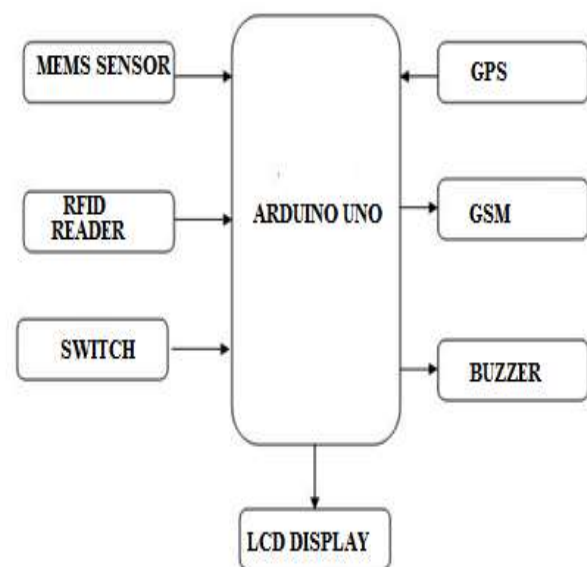 MEMS SENSOR
GPS
RFID
READER
ARDUINO UNO
GSM
SWITCH
BUZZER
LCD DISPLAY